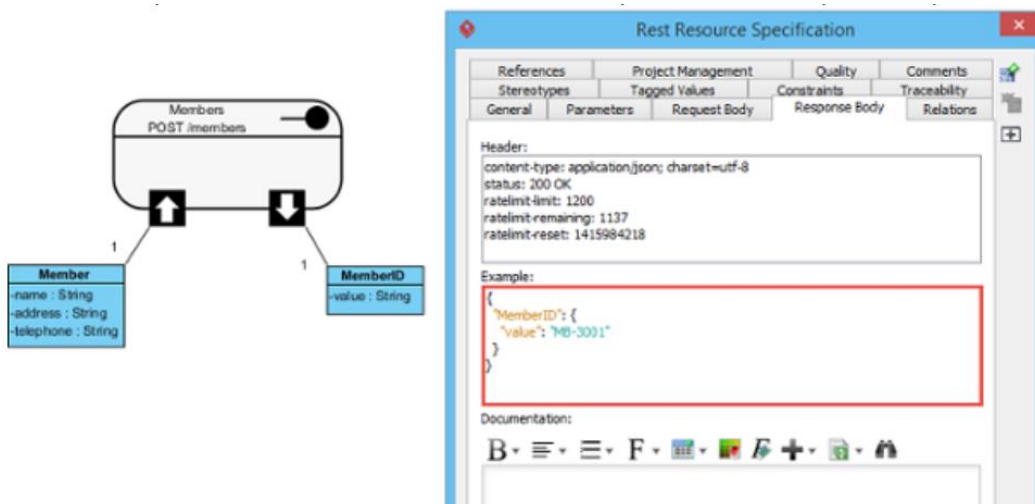 Members
POST /members
1
Member
-name : String
-address : String
-telephone : String
1
MemberID
-value : String
Rest Resource Specification
References Project Management Quality Comments
Stereotypes Tagged Values Constraints Traceability
General Parameters Request Body Response Body Relations
Header:
content-type: application/json; charset=utf-8
status: 200 OK
ratelimit-limit: 1200
ratelimit-remaining: 1137
ratelimit-reset: 1415984218
Example:
{
"MemberID": {
"value": "MB-3001"
}
}
Documentation:
B F F